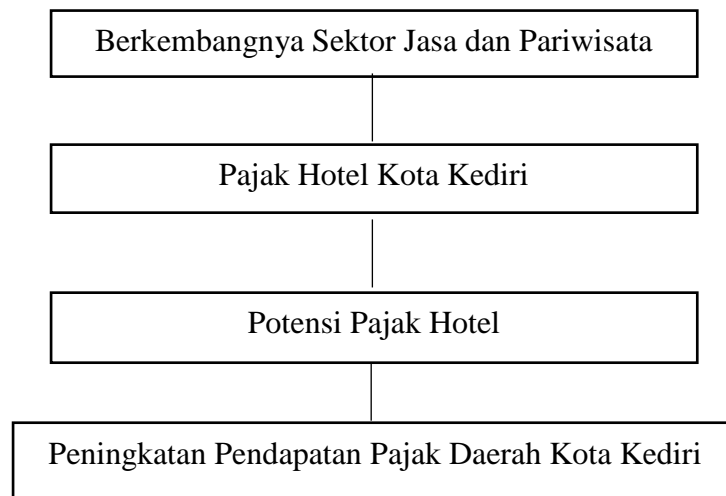 Berkembangnya Sektor Jasa dan Pariwisata
Pajak Hotel Kota Kediri
Potensi Pajak Hotel
Peningkatan Pendapatan Pajak Daerah Kota Kediri